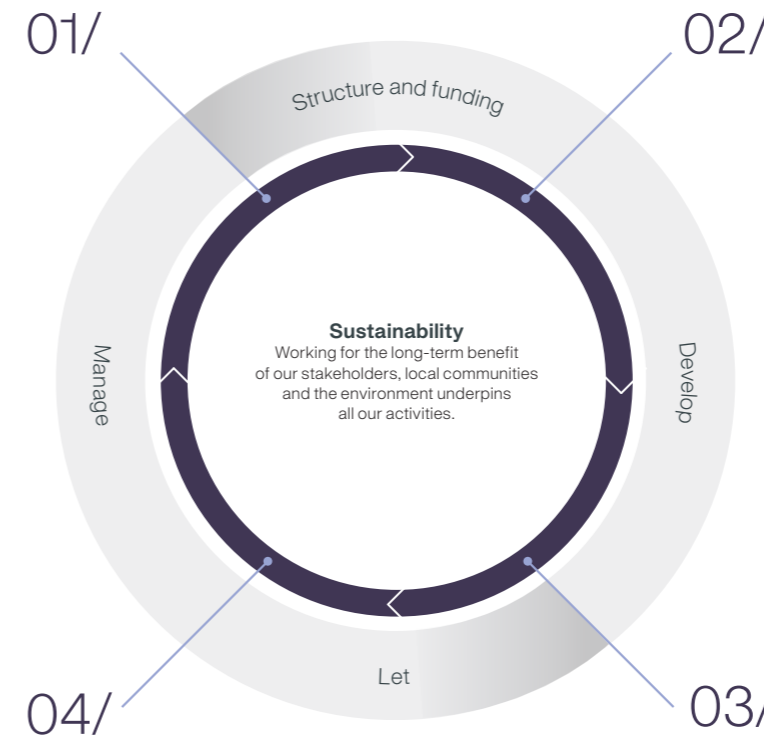 01/
02/
Structure and funding
Manage
Sustainability
Working for the long-term benefit
of our stakeholders, local communities
and the environment underpins
all our activities.
Develop
Let
04/
03/